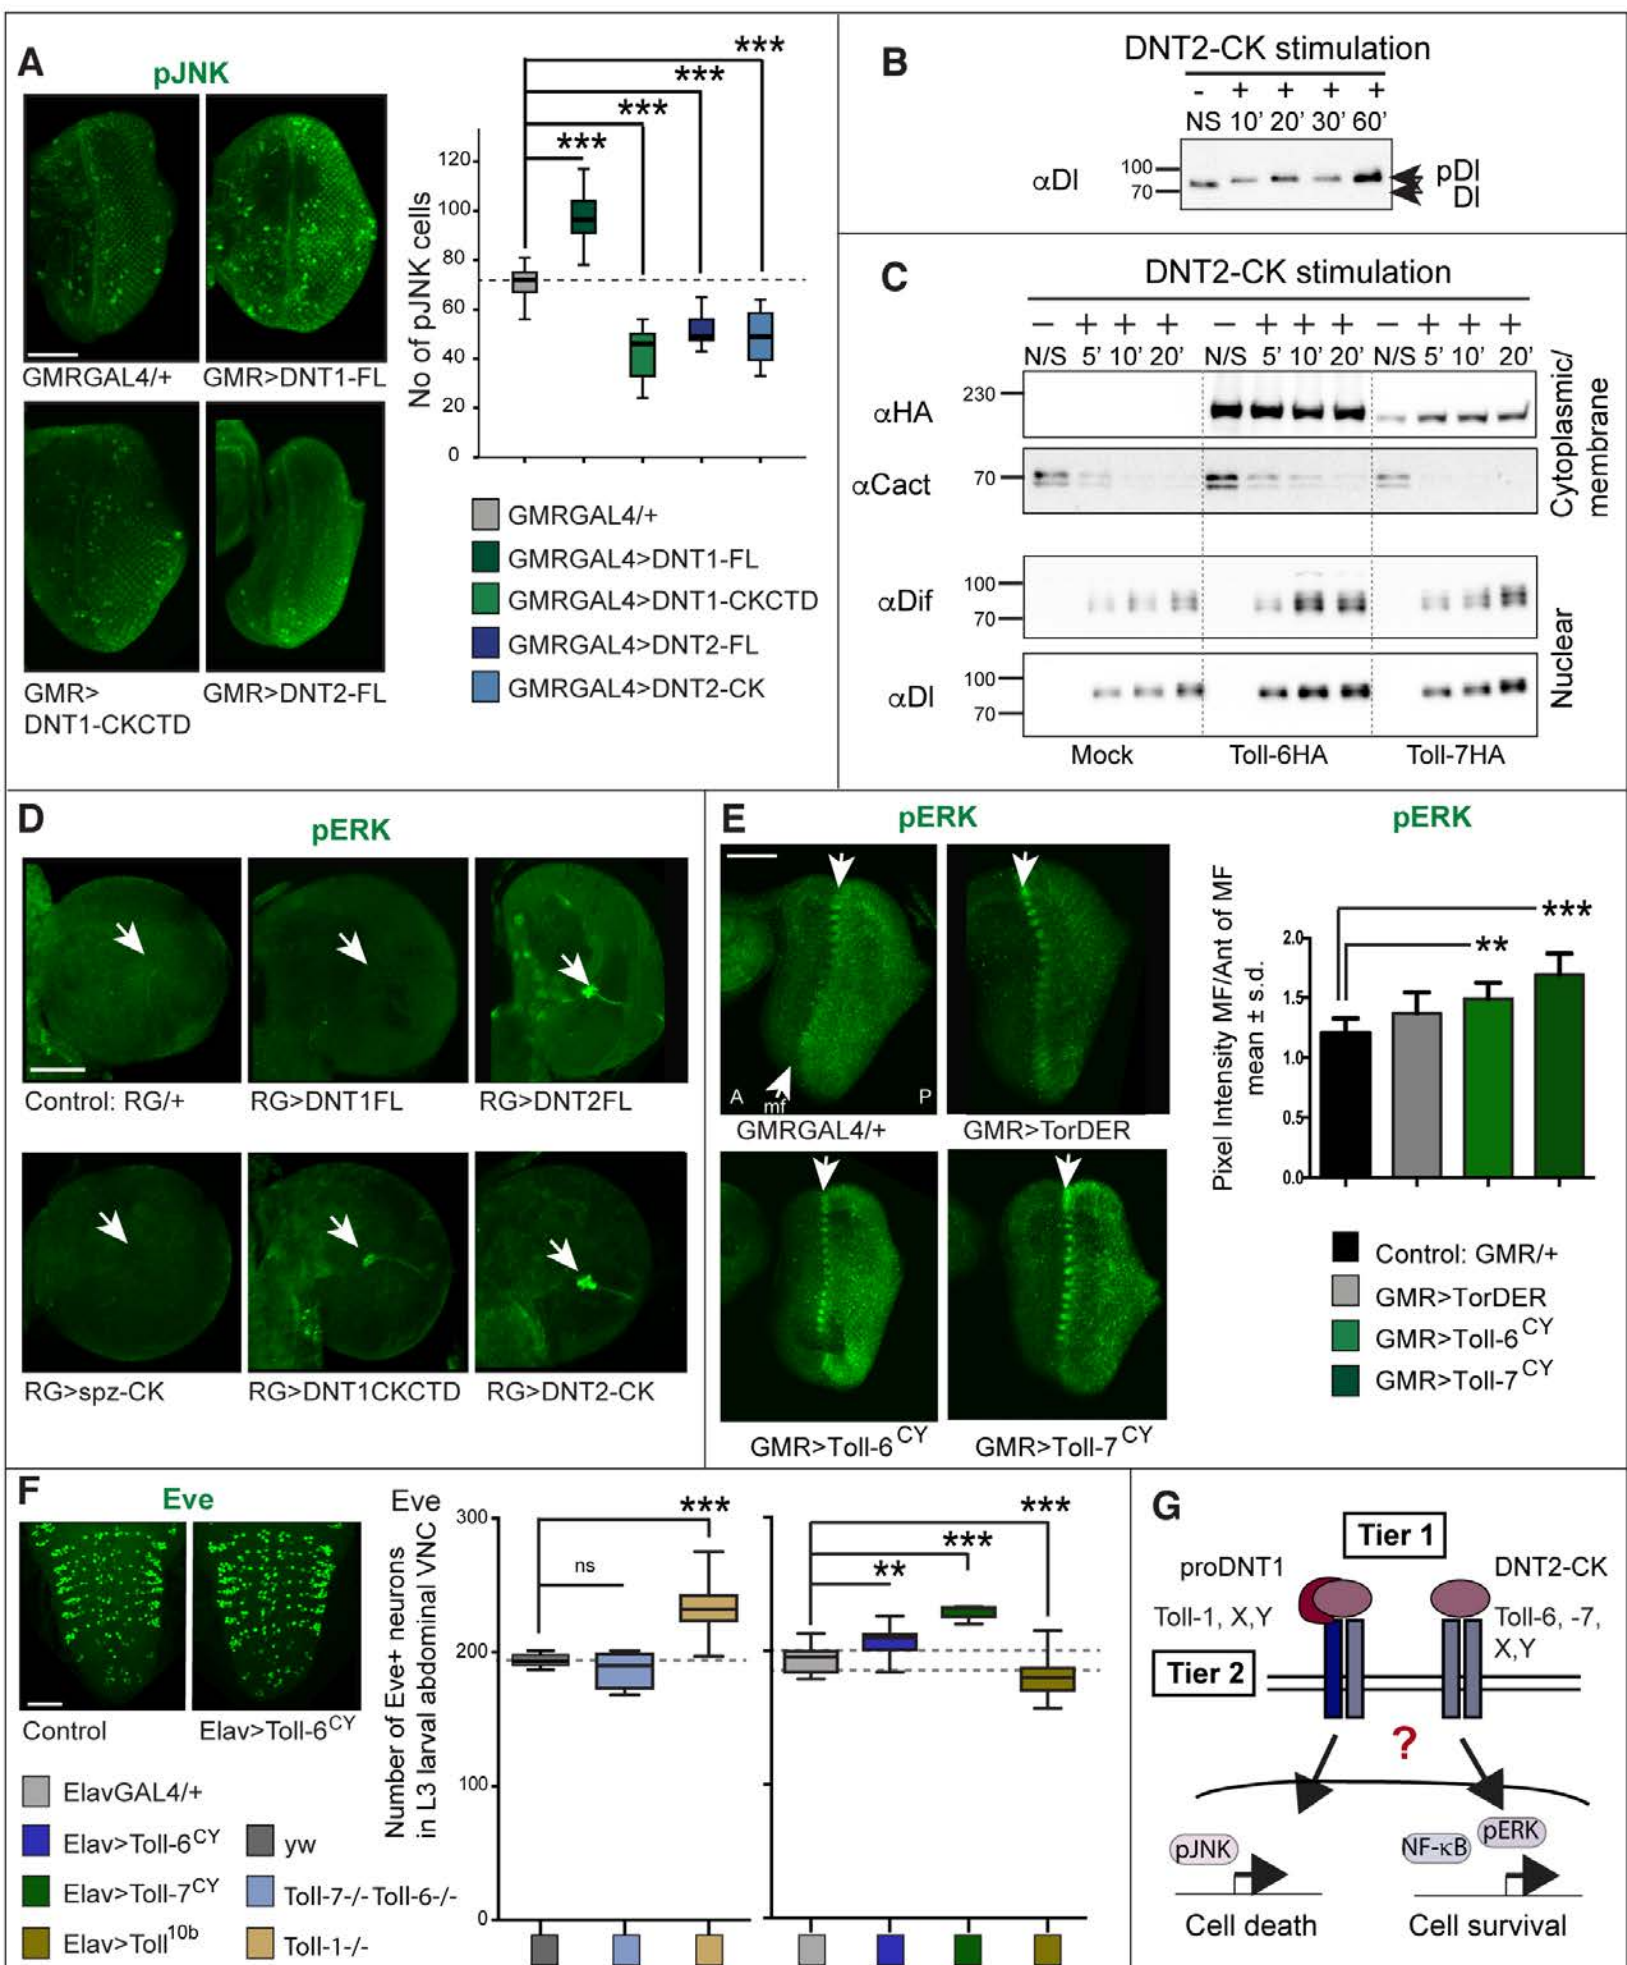 A
pJNK
GMRGAL4/+
GMR>DNT1-FL
GMR>
DNT1-CKCTD
GMR>DNT2-FL
No of pJNK cells
120
100
80
60
40
20
0
***
***
***
***
GMRGAL4/+
GMRGAL4>DNT1-FL
GMRGAL4>DNT1-CKCTD
GMRGAL4>DNT2-FL
GMRGAL4>DNT2-CK
B
DNT2-CK stimulation
- + + + +
NS 10’ 20’ 30’ 60’
αDl
100
70
pDl
Dl
C
DNT2-CK stimulation
− + + + − + + + − + + +
N/S 5’ 10’ 20’ N/S 5’ 10’ 20’ N/S 5’ 10’ 20’
αHA
230
αCact
70
Cytoplasmic/
membrane
αDif
100
70
αDl
100
70
Nuclear
Mock
Toll-6HA
Toll-7HA
D
pERK
Control: RG/+
RG>DNT1FL
RG>DNT2FL
RG>spz-CK
RG>DNT1CKCTD
RG>DNT2-CK
E
pERK
A
mf
P
GMRGAL4/+
GMR>TorDER
GMR>Toll-6CY
GMR>Toll-7CY
pERK
Pixel Intensity MF/Ant of MF
mean ± s.d.
2.0
1.5
1.0
0.5
0.0
***
**
Control: GMR/+
GMR>TorDER
GMR>Toll-6CY
GMR>Toll-7CY
F
Eve
Control
Elav>Toll-6CY
ElavGAL4/+
Elav>Toll-6CY
Elav>Toll-7CY
Elav>Toll10b
yw
Toll-7-/- Toll-6-/-
Toll-1-/-
Eve
Number of Eve+ neurons
in L3 larval abdominal VNC
300
200
100
0
ns
***
**
***
***
G
Tier 1
proDNT1
DNT2-CK
Toll-1, X,Y
Toll-6, -7,
X,Y
Tier 2
?
pJNK
NF-κB
pERK
Cell death
Cell survival